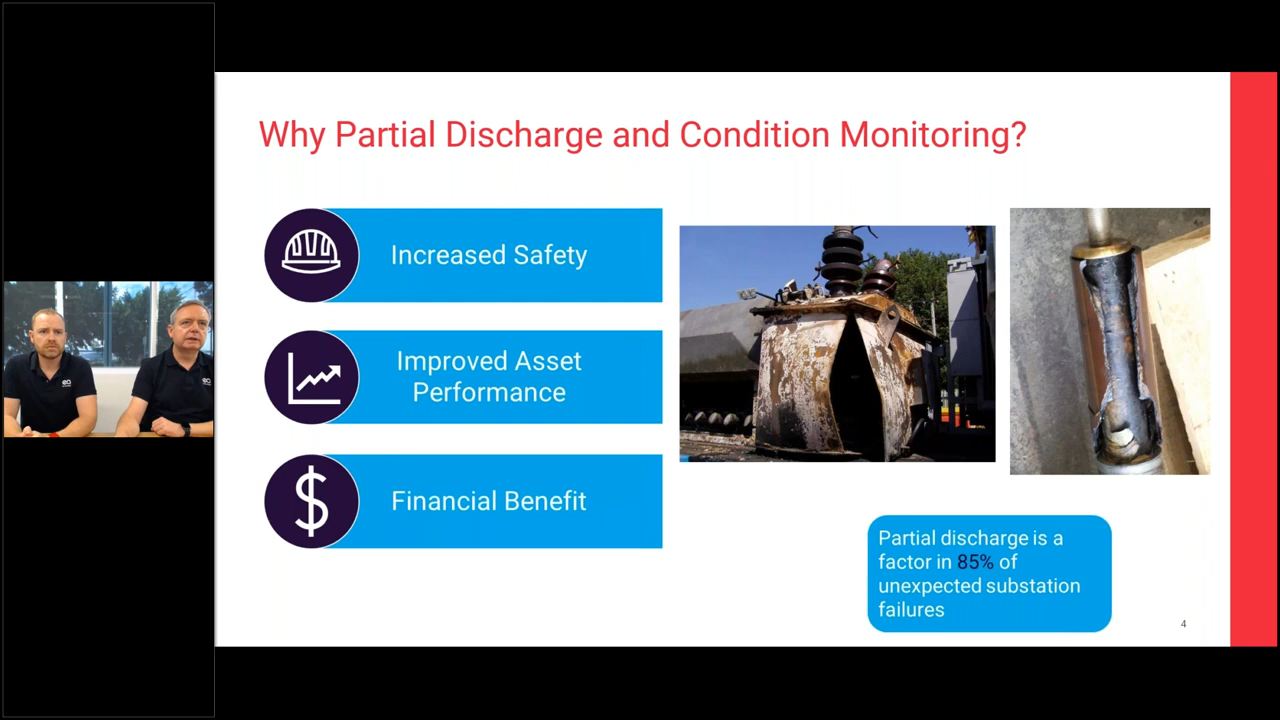 Why Partial Discharge and Condition Monitoring?
Increased Safety
Improved Asset
Performance
Financial Benefit
Partial discharge is a
factor in 85% of
unexpected substation
failures
4